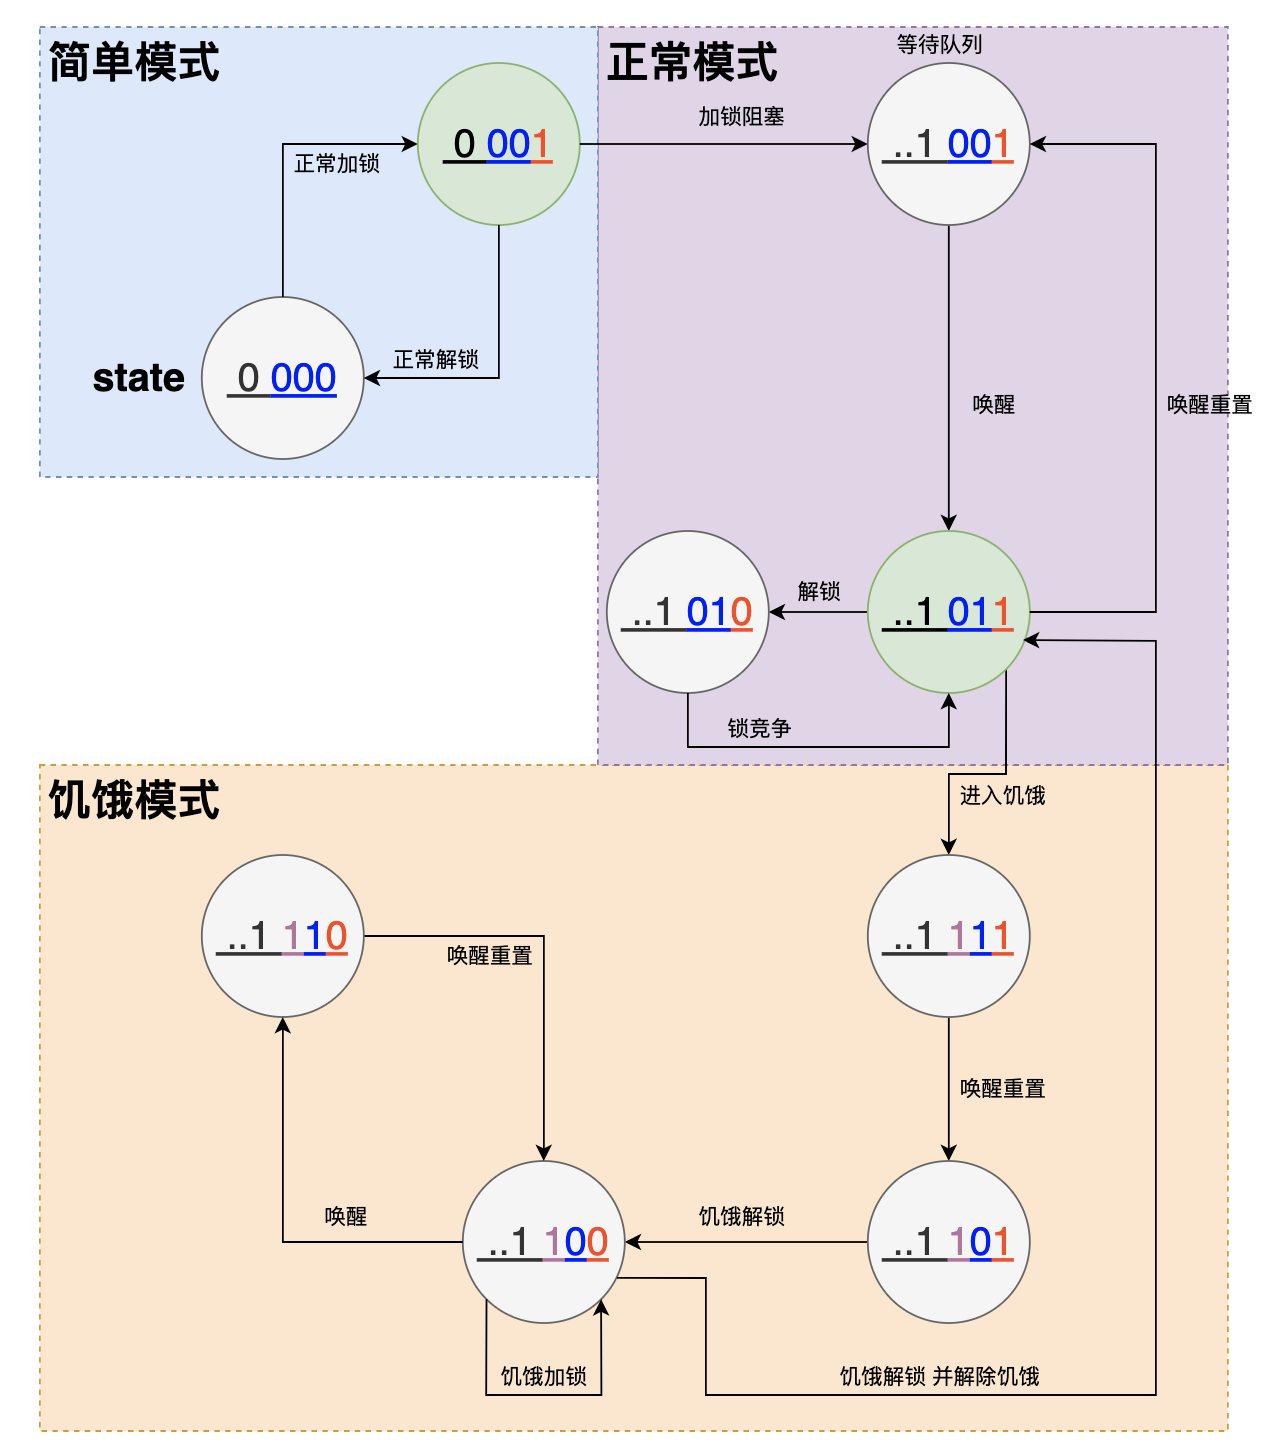 简单模式
正常模式
等待队列
0 001
加锁阻塞
..1 001
正常加锁
正常解锁
state
0 000
唤醒
唤醒重置
..1 010
解锁
..1 011
锁竞争
饥饿模式
进入饥饿
..1 110
唤醒重置
..1 111
唤醒重置
唤醒
..1 100
饥饿解锁
..1 101
饥饿加锁
饥饿解锁 并解除饥饿